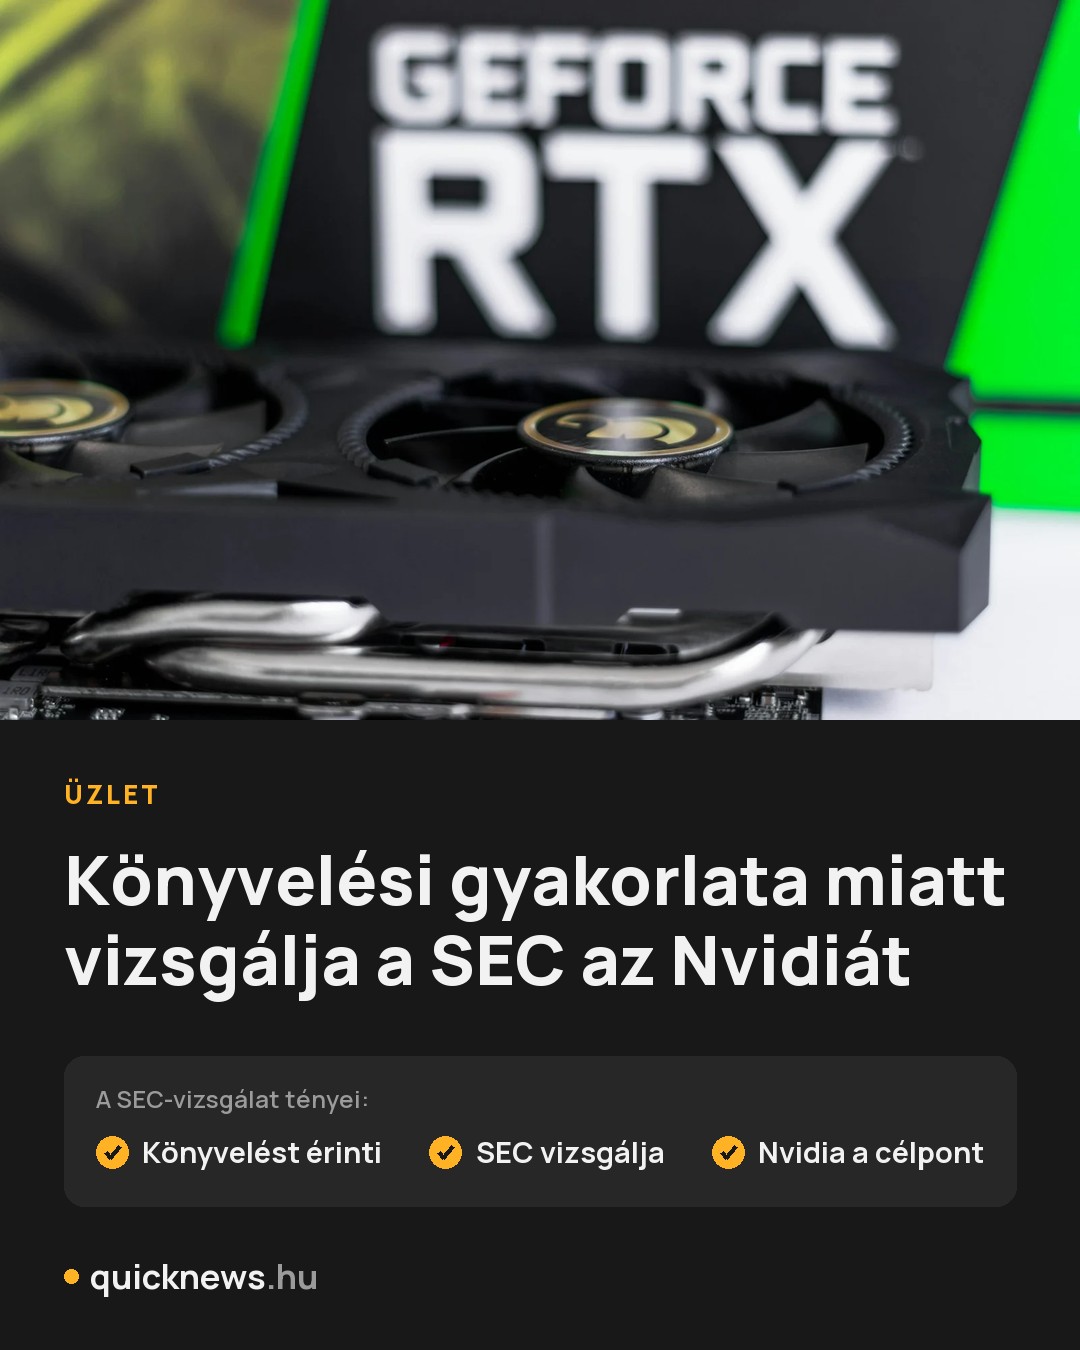 GEFORCE
RTX
ÜZLET
Könyvelési gyakorlata miatt
vizsgálja a SEC az Nvidiát
A SEC-vizsgálat tényei:
Könyvelést érinti
SEC vizsgálja
Nvidia a célpont
quicknews.hu